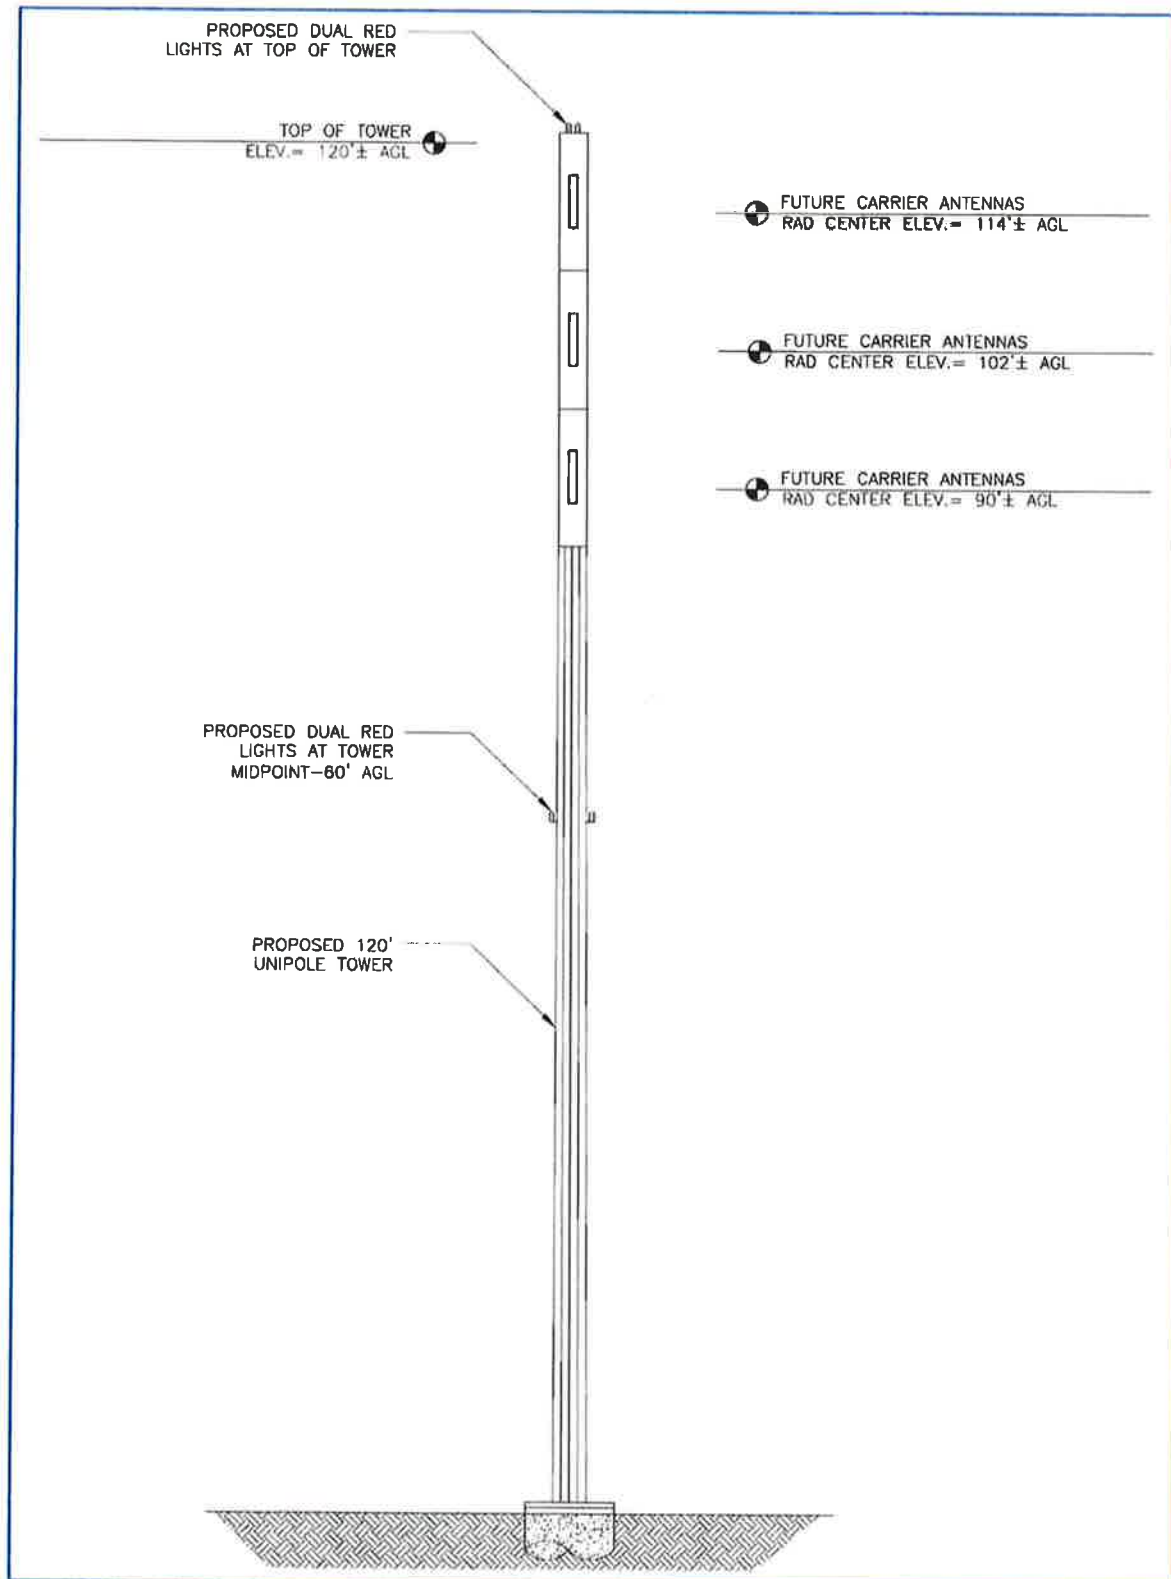 PROPOSED DUAL RED
LIGHTS AT TOP OF TOWER
TOP OF TOWER
ELEV.= 120'± AGL
FUTURE CARRIER ANTENNAS
RAD CENTER ELEV.= 114'± AGL
FUTURE CARRIER ANTENNAS
RAD CENTER ELEV.= 102'± AGL
FUTURE CARRIER ANTENNAS
RAD CENTER ELEV.= 90'± AGL
PROPOSED DUAL RED
LIGHTS AT TOWER
MIDPOINT-60' AGL
PROPOSED 120'
UNIPOLE TOWER